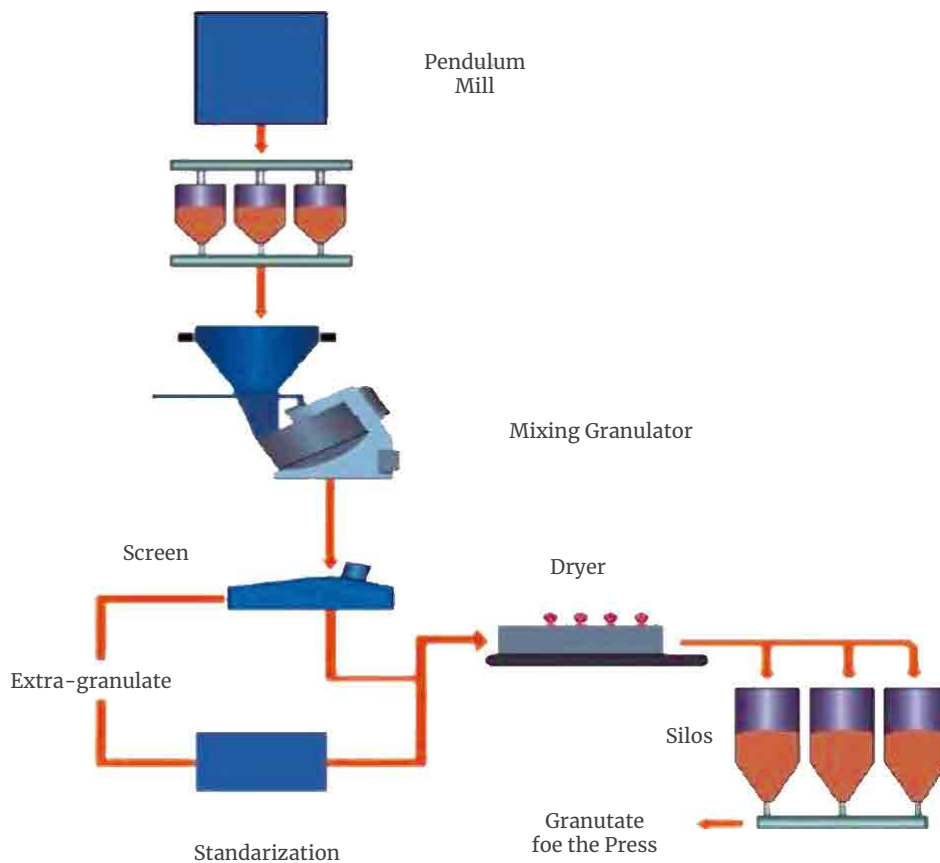 Pendulum
Mill
Mixing Granulator
Screen
Dryer
Extra-granulate
Silos
Granutate
foe the Press
Standarization